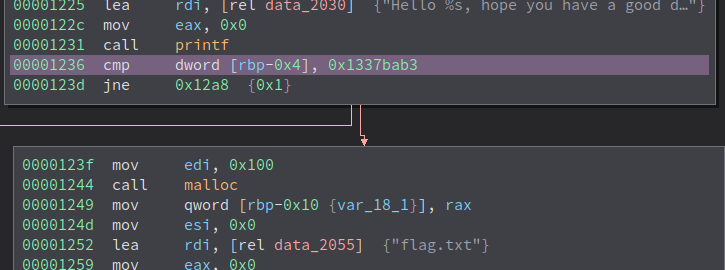 00001225 lea rdi, [rel data_2030] {"Hello %s, hope you have a good d…"}
0000122c mov eax, 0x0
00001231 call printf
00001236 cmp dword [rbp-0x4], 0x1337bab3
0000123d jne 0x12a8 {0x1}
0000123f mov edi, 0x100
00001244 call malloc
00001249 mov qword [rbp-0x10 {var_18_1}], rax
0000124d mov esi, 0x0
00001252 lea rdi, [rel data_2055] {"flag.txt"}
00001259 mov eax, 0x0